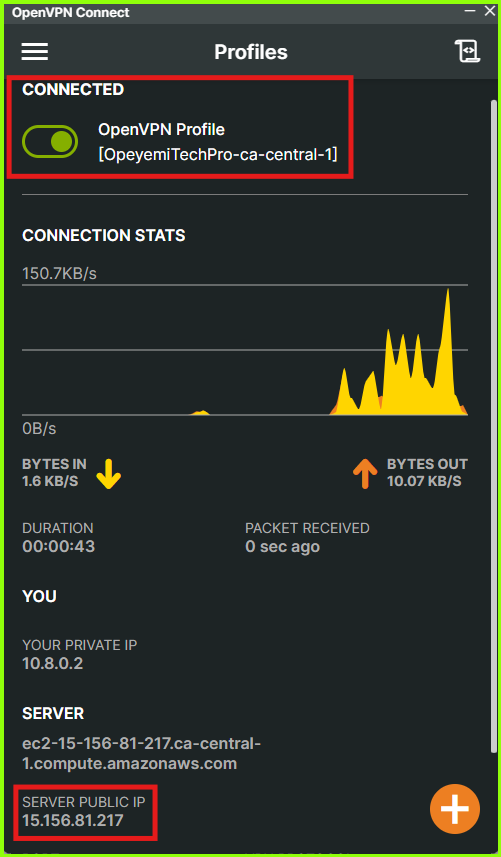 OpenVPN Connect
Profiles
CONNECTED
OpenVPN Profile
[OpeyemiTechPro-ca-central-1]
CONNECTION STATS
150.7KB/s
0B/s
BYTES IN
1.6 KB/S
BYTES OUT
10.07 KB/S
DURATION
00:00:43
PACKET RECEIVED
0 sec ago
YOU
YOUR PRIVATE IP
10.8.0.2
SERVER
ec2-15-156-81-217.ca-central-
1.compute.amazonaws.com
SERVER PUBLIC IP
15.156.81.217